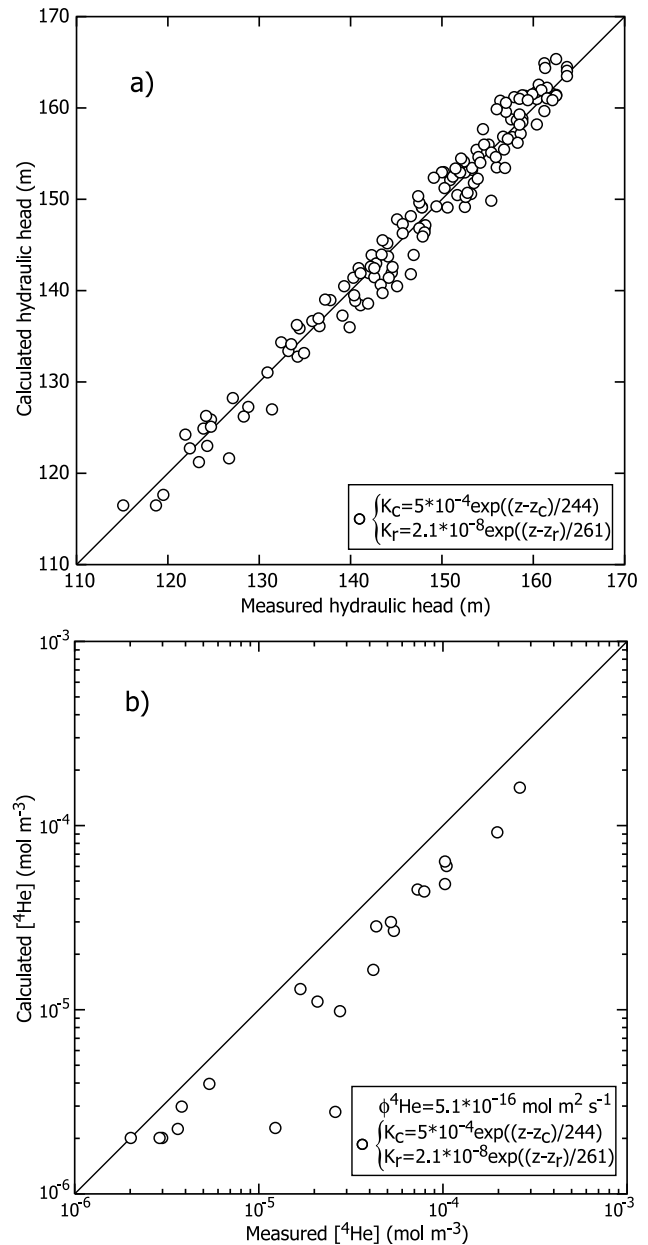 170
a)
160
150
140
130
120
110
Calculated hydraulic head (m)
110 120 130 140 150 160 170
Measured hydraulic head (m)
K_c=5*10^-4exp((z-z_c)/244)
K_r=2.1*10^-8exp((z-z_r)/261)
10^-3
b)
10^-4
10^-5
10^-6
Calculated [^4He] (mol m^-3)
10^-6 10^-5 10^-4 10^-3
Measured [^4He] (mol m^-3)
ϕ^4He=5.1*10^-16 mol m^2 s^-1
K_c=5*10^-4exp((z-z_c)/244)
K_r=2.1*10^-8exp((z-z_r)/261)